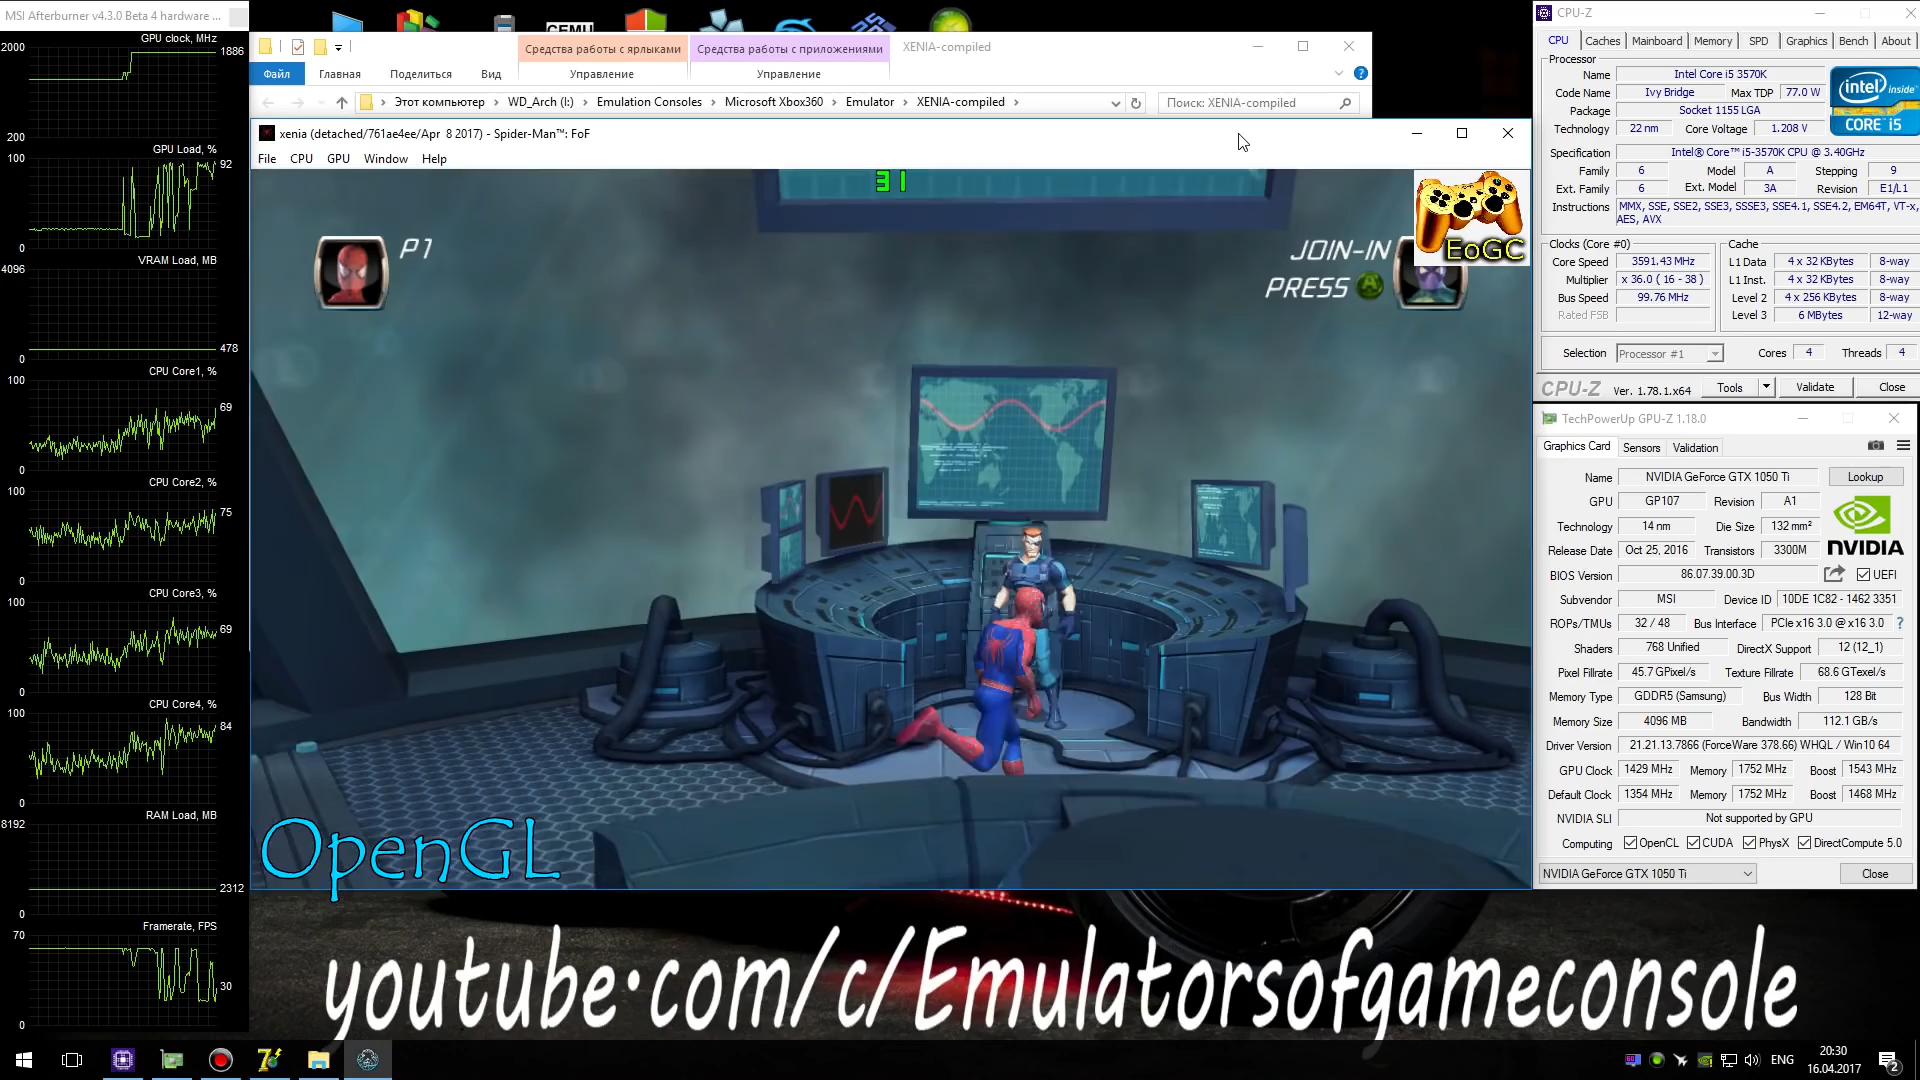 MSI Afterburner v4.3.0 Beta 4 hardware ...
GPU clock, MHz
2000
1886
200
GPU Load, %
100
92
0
VRAM Load, MB
4096
478
0
CPU Core1, %
100
69
0
CPU Core2, %
100
75
0
CPU Core3, %
100
69
0
CPU Core4, %
100
84
0
RAM Load, MB
8192
2312
0
Framerate, FPS
70
30
0
CEMU
Средства работы с ярлыками
Средства работы с приложениями
XENIA-compiled
Файл
Главная
Поделиться
Вид
Управление
Управление
Этот компьютер
WD_Arch (I:)
Emulation Consoles
Microsoft Xbox360
Emulator
XENIA-compiled
Поиск: XENIA-compiled
xenia (detached/761ae4ee/Apr 8 2017) - Spider-Man™: FoF
File CPU GPU Window Help
31
P1
JOIN-IN
PRESS A
EoGC
OpenGL
youtube.com/c/Emulatorsofgameconsole
CPU-Z
CPU Caches Mainboard Memory SPD Graphics Bench About
Processor
Name Intel Core i5 3570K
Code Name Ivy Bridge Max TDP 77.0 W
Package Socket 1155 LGA
Technology 22 nm Core Voltage 1.208 V
intel inside™
CORE i5
Specification Intel® Core™ i5-3570K CPU @ 3.40GHz
Family 6 Model A Stepping 9
Ext. Family 6 Ext. Model 3A Revision E1/L1
Instructions MMX, SSE, SSE2, SSE3, SSSE3, SSE4.1, SSE4.2, EM64T, VT-x,
AES, AVX
Clocks (Core #0)
Core Speed 3591.43 MHz
Multiplier x 36.0 ( 16 - 38 )
Bus Speed 99.76 MHz
Rated FSB
Cache
L1 Data 4 x 32 KBytes 8-way
L1 Inst. 4 x 32 KBytes 8-way
Level 2 4 x 256 KBytes 8-way
Level 3 6 MBytes 12-way
Selection Processor #1 Cores 4 Threads 4
CPU-Z Ver. 1.78.1.x64 Tools Validate Close
TechPowerUp GPU-Z 1.18.0
Graphics Card Sensors Validation
Name NVIDIA GeForce GTX 1050 Ti Lookup
GPU GP107 Revision A1
Technology 14 nm Die Size 132 mm²
Release Date Oct 25, 2016 Transistors 3300M
NVIDIA
BIOS Version 86.07.39.00.3D UEFI
Subvendor MSI Device ID 10DE 1C82 - 1462 3351
ROPs/TMUs 32 / 48 Bus Interface PCIe x16 3.0 @ x16 3.0 ?
Shaders 768 Unified DirectX Support 12 (12_1)
Pixel Fillrate 45.7 GPixel/s Texture Fillrate 68.6 GTexel/s
Memory Type GDDR5 (Samsung) Bus Width 128 Bit
Memory Size 4096 MB Bandwidth 112.1 GB/s
Driver Version 21.21.13.7866 (ForceWare 378.66) WHQL / Win10 64
GPU Clock 1429 MHz Memory 1752 MHz Boost 1543 MHz
Default Clock 1354 MHz Memory 1752 MHz Boost 1468 MHz
NVIDIA SLI Not supported by GPU
Computing OpenCL CUDA PhysX DirectCompute 5.0
NVIDIA GeForce GTX 1050 Ti Close
ENG
20:30
16.04.2017
2